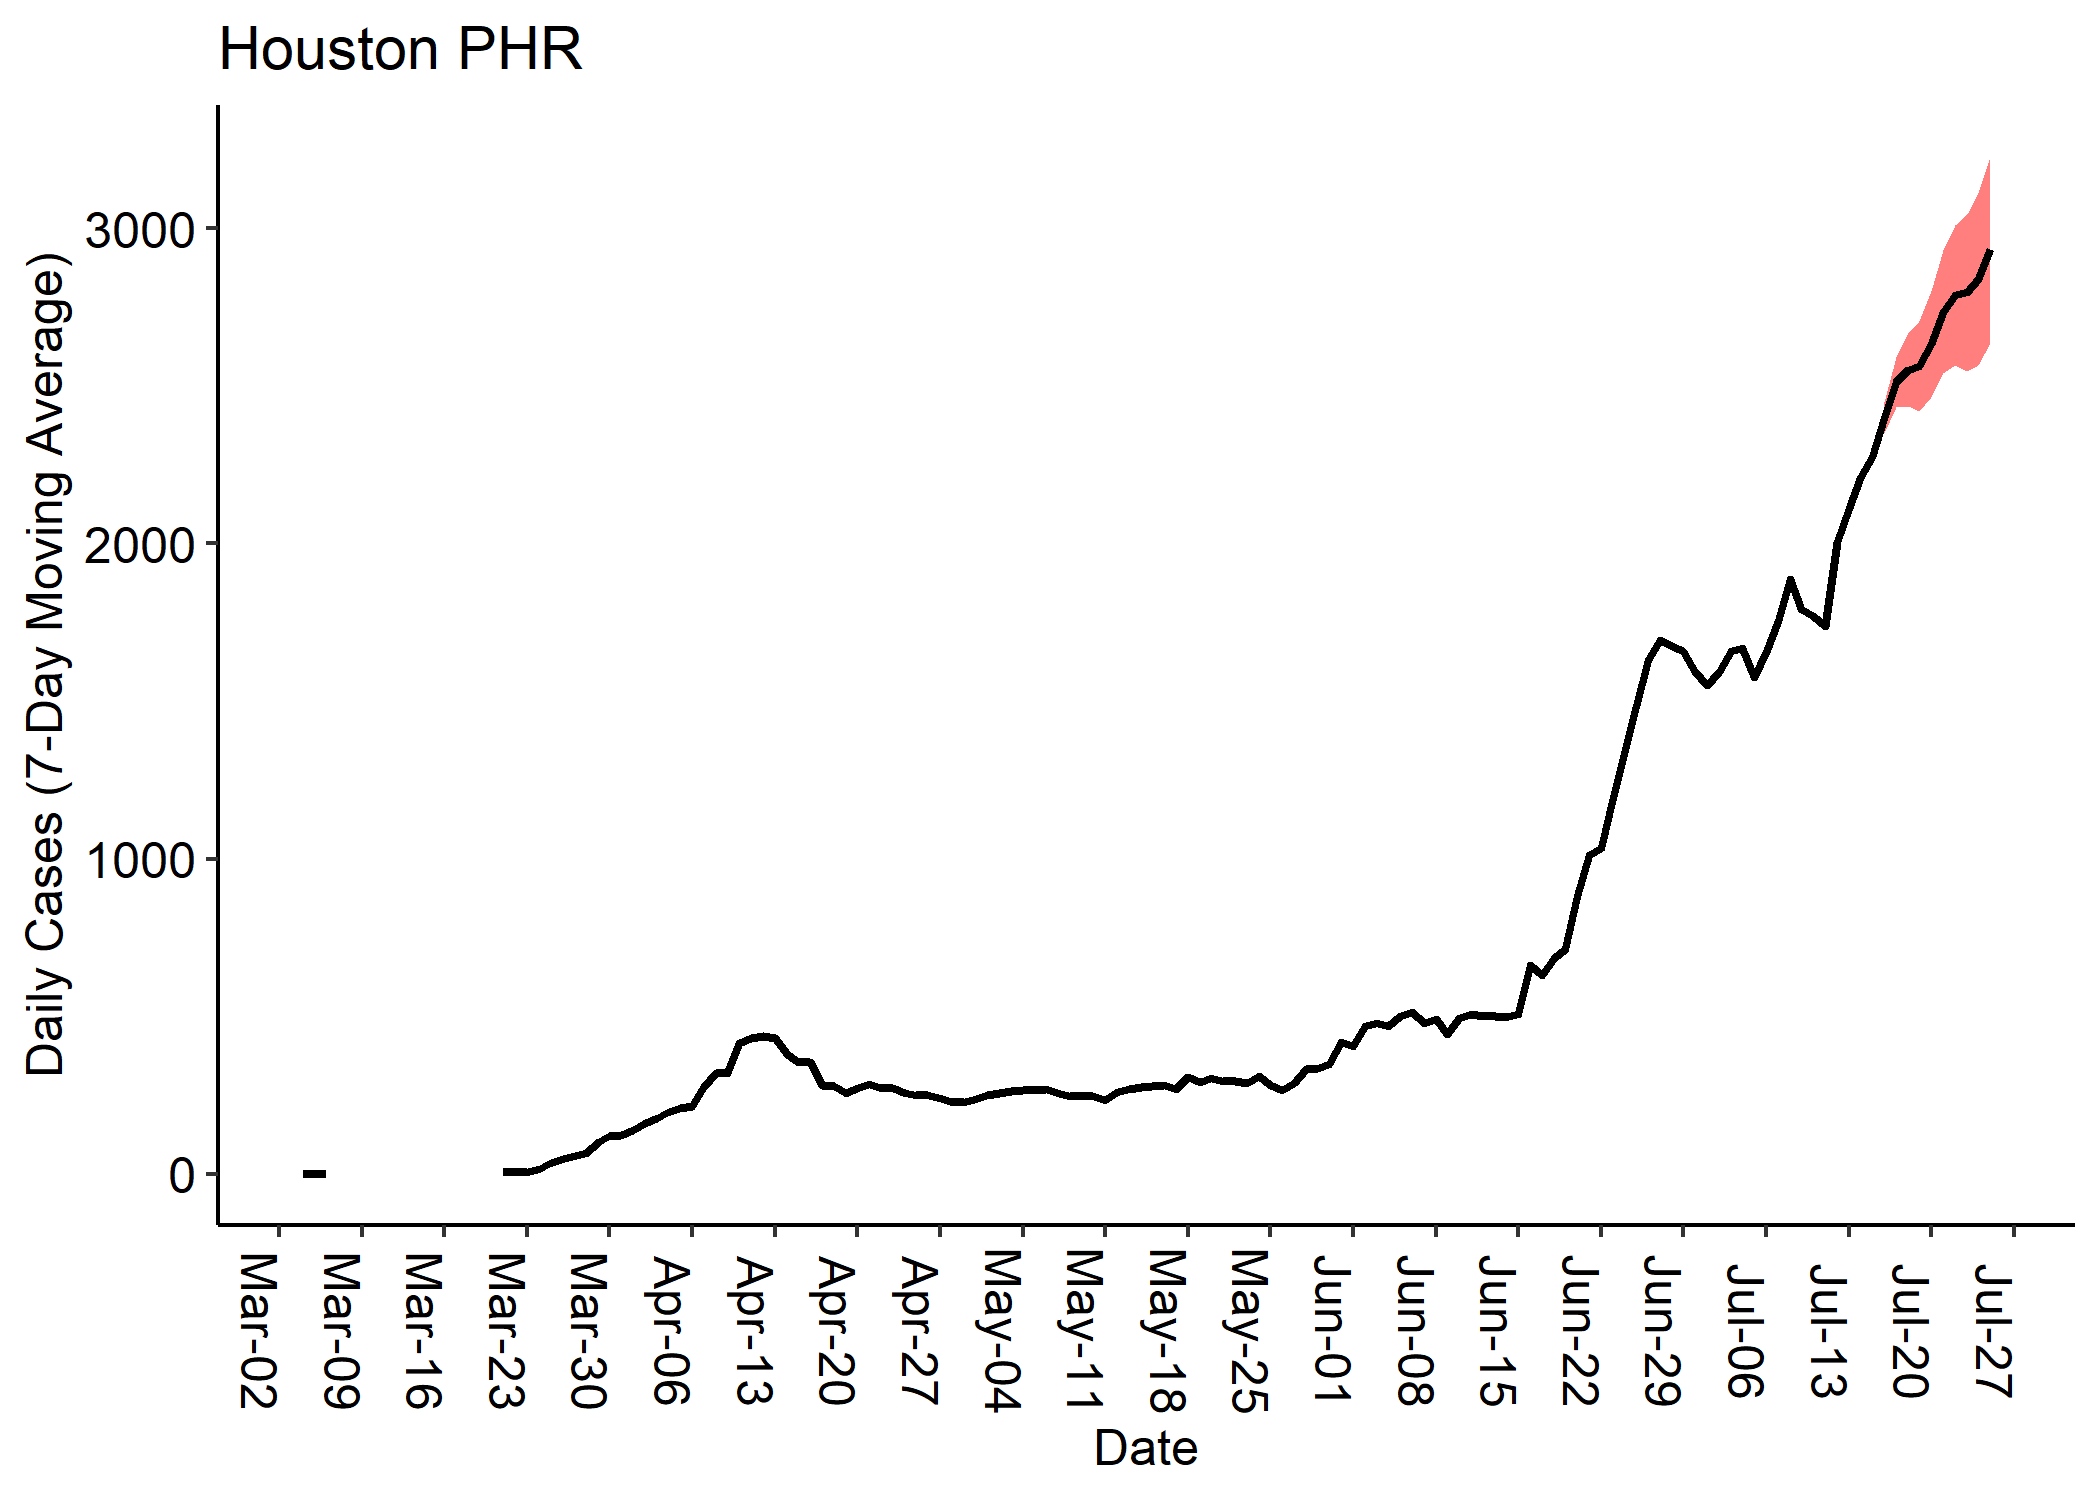 Houston PHR
Daily Cases (7-Day Moving Average)
3000
2000
1000
0
Mar-02
Mar-09
Mar-16
Mar-23
Mar-30
Apr-06
Apr-13
Apr-20
Apr-27
May-04
May-11
May-18
May-25
Jun-01
Jun-08
Jun-15
Jun-22
Jun-29
Jul-06
Jul-13
Jul-20
Jul-27
Date